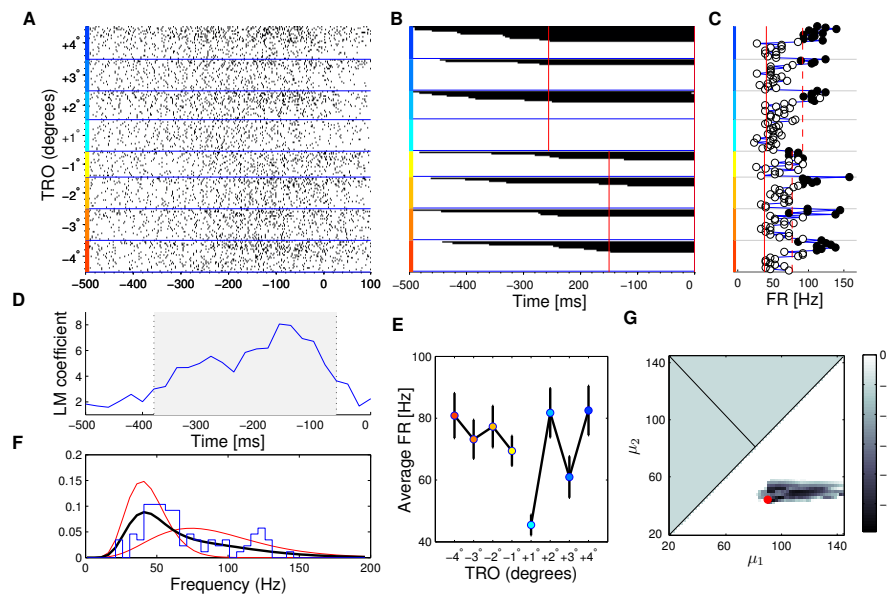 A
B
C
TRO (degrees)
+4°
+3°
+2°
+1°
−1°
−2°
−3°
−4°
−500 −400 −300 −200 −100 0 100
−500 −400 −300 −200 −100 0
Time [ms]
0 50 100 150
FR [Hz]
D
LM coefficient
8
6
4
2
−500 −400 −300 −200 −100 0
Time [ms]
E
Average FR [Hz]
100
80
60
40
−4° −3° −2° −1° +1° +2° +3° +4°
TRO (degrees)
F
0.2
0.15
0.1
0.05
0
0 50 100 150 200
Frequency (Hz)
G
μ2
140
100
60
20
20 60 100 140
μ1
0
−
−
−
−
−